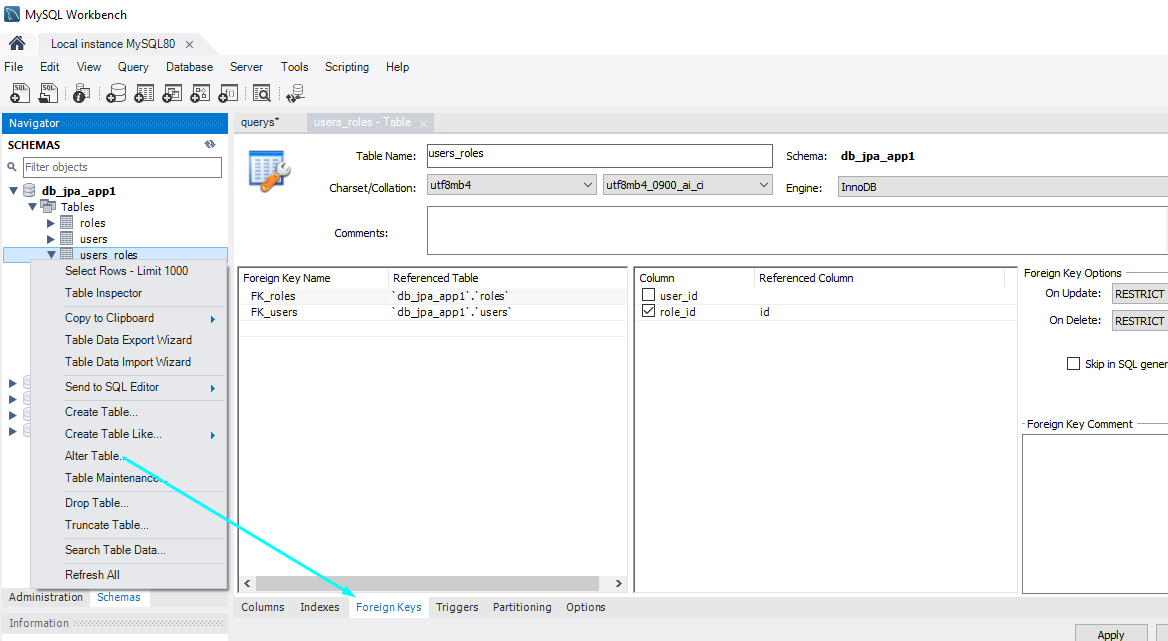 MySQL Workbench
Local instance MySQL80
File Edit View Query Database Server Tools Scripting Help
SQL SQL
Navigator
querys*
users_roles - Table
SCHEMAS
Filter objects
db_jpa_app1
Tables
roles
users
users_roles
Select Rows - Limit 1000
Table Inspector
Copy to Clipboard
Table Data Export Wizard
Table Data Import Wizard
Send to SQL Editor
Create Table...
Create Table Like...
Alter Table...
Table Maintenance...
Drop Table...
Truncate Table...
Search Table Data...
Refresh All
Administration Schemas
Information
Table Name: users_roles Schema: db_jpa_app1
Charset/Collation: utf8mb4 utf8mb4_0900_ai_ci Engine: InnoDB
Comments:
Foreign Key Name Referenced Table
FK_roles `db_jpa_app1`.`roles`
FK_users `db_jpa_app1`.`users`
Column Referenced Column
user_id
role_id id
Foreign Key Options
On Update: RESTRICT
On Delete: RESTRICT
Skip in SQL gener
Foreign Key Comment
Columns Indexes Foreign Keys Triggers Partitioning Options
Apply